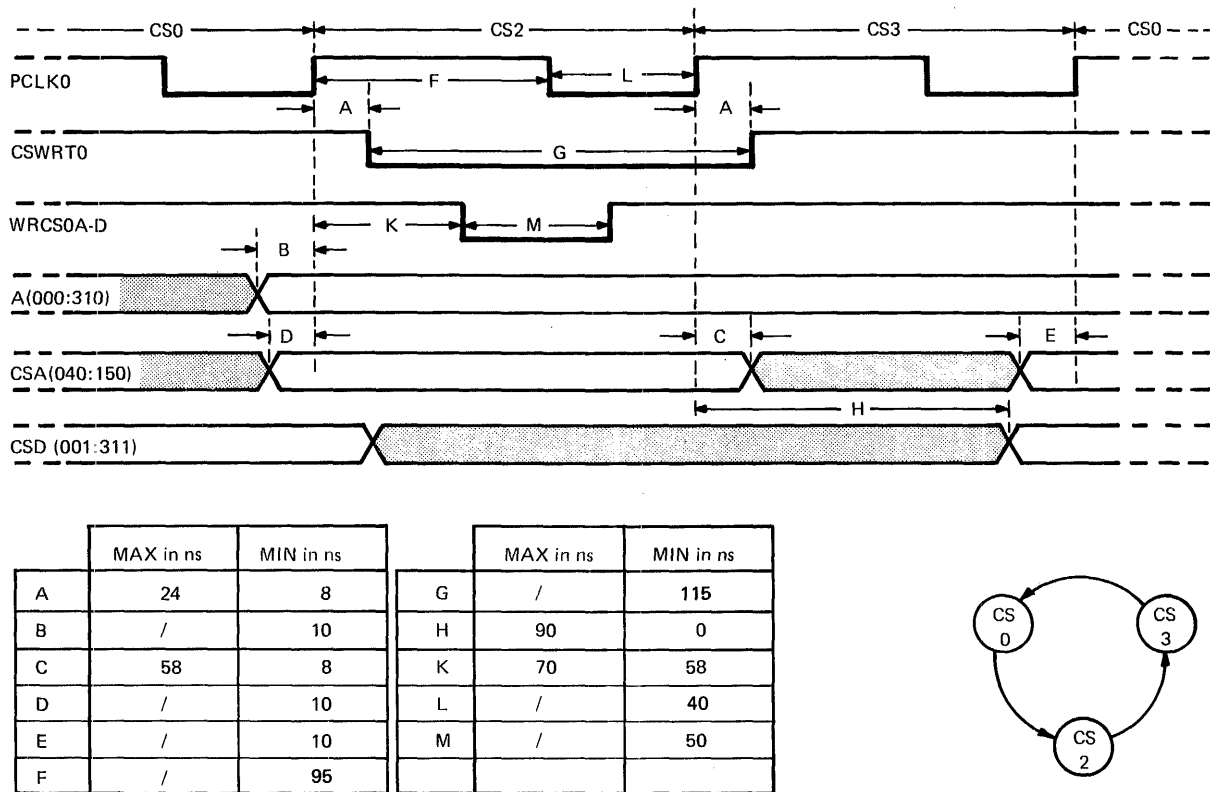 CS0 CS2 CS3 CS0
PCLK0
F L
A A
CSWRT0
G
WRCS0A-D
K M
B
A(000:310)
D C E
CSA(040:150)
H
CSD (001:311)
MAX in ns MIN in ns MAX in ns MIN in ns
A 24 8 G / 115
B / 10 H 90 0
C 58 8 K 70 58
D / 10 L / 40
E / 10 M / 50
F / 95
CS
0
CS
3
CS
2